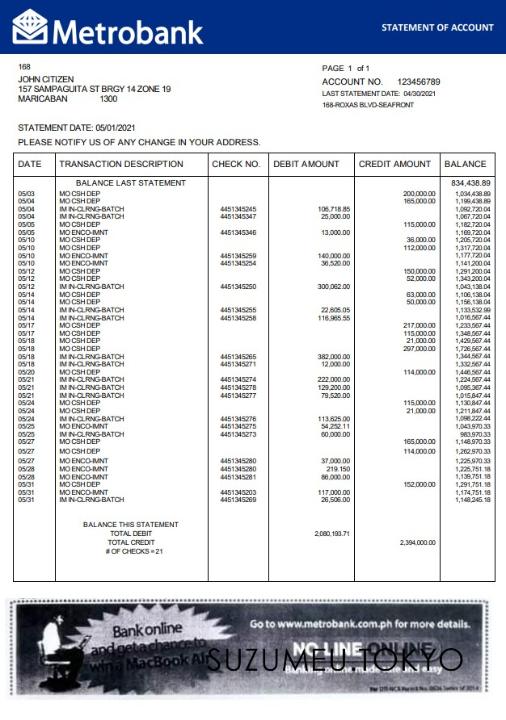 Metrobank
STATEMENT OF ACCOUNT
168
JOHN CITIZEN
157 SAMPAGUITA ST BRGY 14 ZONE 19
MARICABAN 1300
PAGE 1 of 1
ACCOUNT NO. 123456789
LAST STATEMENT DATE: 04/30/2021
168-ROXAS BLVD-SEAFRONT
STATEMENT DATE: 05/01/2021
PLEASE NOTIFY US OF ANY CHANGE IN YOUR ADDRESS.
DATE TRANSACTION DESCRIPTION CHECK NO. DEBIT AMOUNT CREDIT AMOUNT BALANCE
BALANCE LAST STATEMENT 834,438.89
05/03 MO CSH DEP 200,000.00 1,034,438.89
05/04 MO CSH DEP 165,000.00 1,199,438.89
05/04 IM IN-CLRNG-BATCH 4451345245 106,718.85 1,092,720.04
05/04 IM IN-CLRNG-BATCH 4451345347 25,000.00 1,067,720.04
05/05 MO CSH DEP 115,000.00 1,182,720.04
05/05 MO ENCO-IMNT 4451345346 13,000.00 1,169,720.04
05/10 MO CSH DEP 36,000.00 1,205,720.04
05/10 MO CSH DEP 112,000.00 1,317,720.04
05/10 MO ENCO-IMNT 4451345259 140,000.00 1,177,720.04
05/10 MO ENCO-IMNT 4451345254 36,520.00 1,141,200.04
05/12 MO CSH DEP 150,000.00 1,291,200.04
05/12 MO CSH DEP 52,000.00 1,343,200.04
05/12 IM IN-CLRNG-BATCH 4451345250 300,062.00 1,043,138.04
05/14 MO CSH DEP 63,000.00 1,106,138.04
05/14 MO CSH DEP 50,000.00 1,156,138.04
05/14 IM IN-CLRNG-BATCH 4451345255 22,605.05 1,133,532.99
05/14 IM IN-CLRNG-BATCH 4451345258 116,965.55 1,016,567.44
05/17 MO CSH DEP 217,000.00 1,233,567.44
05/17 MO CSH DEP 115,000.00 1,348,567.44
05/18 MO CSH DEP 21,000.00 1,429,567.44
05/18 MO CSH DEP 297,000.00 1,726,567.44
05/18 IM IN-CLRNG-BATCH 4451345265 382,000.00 1,344,567.44
05/18 IM IN-CLRNG-BATCH 4451345271 12,000.00 1,332,567.44
05/20 MO CSH DEP 114,000.00 1,446,567.44
05/21 IM IN-CLRNG-BATCH 4451345274 222,000.00 1,224,567.44
05/21 IM IN-CLRNG-BATCH 4451345278 129,200.00 1,095,367.44
05/21 IM IN-CLRNG-BATCH 4451345277 79,520.00 1,015,847.44
05/24 MO CSH DEP 115,000.00 1,130,847.44
05/24 MO CSH DEP 21,000.00 1,211,847.44
05/24 IM IN-CLRNG-BATCH 4451345276 113,625.00 1,098,222.44
05/25 MO ENCO-IMNT 4451345275 54,252.11 1,043,970.33
05/25 IM IN-CLRNG-BATCH 4451345273 60,000.00 983,970.33
05/27 MO CSH DEP 165,000.00 1,148,970.33
05/27 MO CSH DEP 114,000.00 1,262,970.33
05/27 MO ENCO-IMNT 4451345280 37,000.00 1,225,970.33
05/28 MO ENCO-IMNT 4451345280 219.150 1,225,751.18
05/28 MO ENCO-IMNT 4451345281 86,000.00 1,139,751.18
05/31 MO CSH DEP 152,000.00 1,291,751.18
05/31 MO ENCO-IMNT 4451345203 117,000.00 1,174,751.18
05/31 IM IN-CLRNG-BATCH 4451345269 26,506.00 1,148,245.18
BALANCE THIS STATEMENT
TOTAL DEBIT 2,080,193.71
TOTAL CREDIT 2,394,000.00
# OF CHECKS = 21
Bank online
and get a chance to
win a MacBook Air
Go to www.metrobank.com.ph for more details.
NO LINE ONLINE
Banking online made and easy
SUZUMEU TOKYO